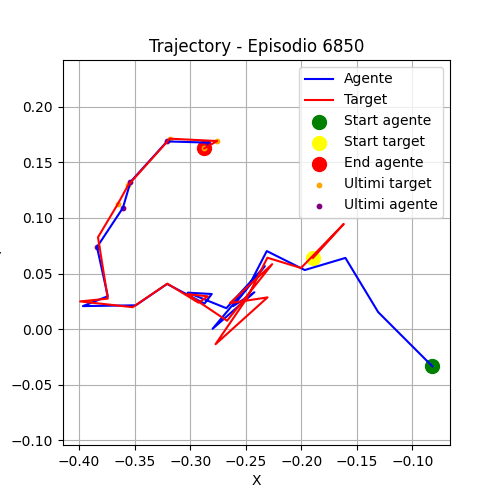 Trajectory - Episodio 6850
Agente
Target
Start agente
Start target
End agente
Ultimi target
Ultimi agente
0.20
0.15
0.10
0.05
0.00
−0.05
−0.10
−0.40
−0.35
−0.30
−0.25
−0.20
−0.15
−0.10
X